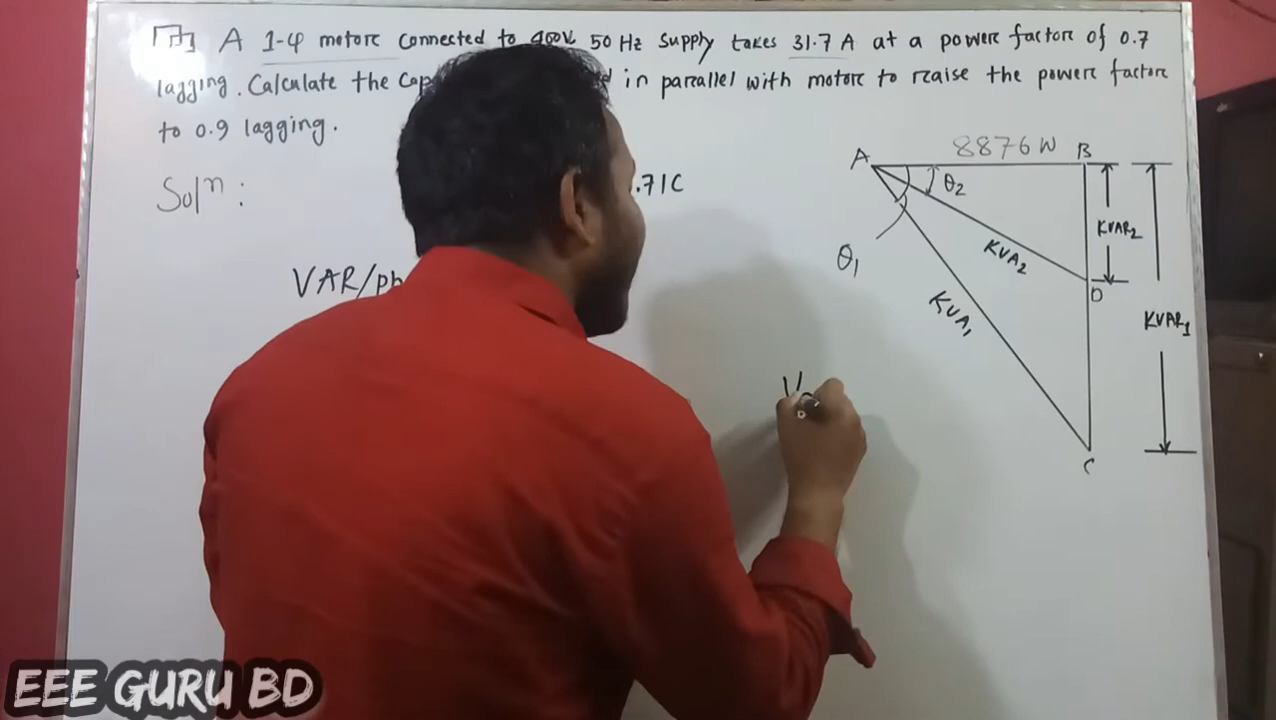 A 1-φ motor connected to 400V 50 Hz supply takes 31.7 A at a power factor of 0.7
lagging. Calculate the in parallel with motor to raise the power factor
to 0.9 lagging.
Solⁿ :
.71C
VAR/ph
A 8876 W B
θ2
KVAR2
θ1
KVA2
D
KVA1
KVAR1
C
EEE GURU BD